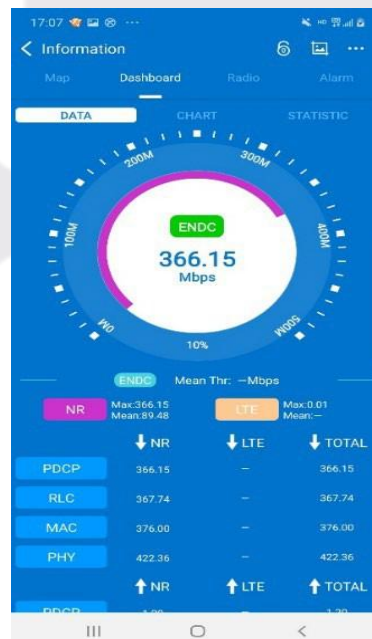 17:07
Information
Map Dashboard Radio Alarm
DATA CHART STATISTIC
0M 100M 200M 300M 400M 500M
ENDC
366.15
Mbps
10%
ENDC Mean Thr: —Mbps
NR Max:366.15 LTE Max:0.01
Mean:89.48 Mean:—
↓ NR ↓ LTE ↓ TOTAL
PDCP 366.15 — 366.15
RLC 367.74 — 367.74
MAC 376.00 — 376.00
PHY 422.36 — 422.36
↑ NR ↑ LTE ↑ TOTAL
PDCP 1.20